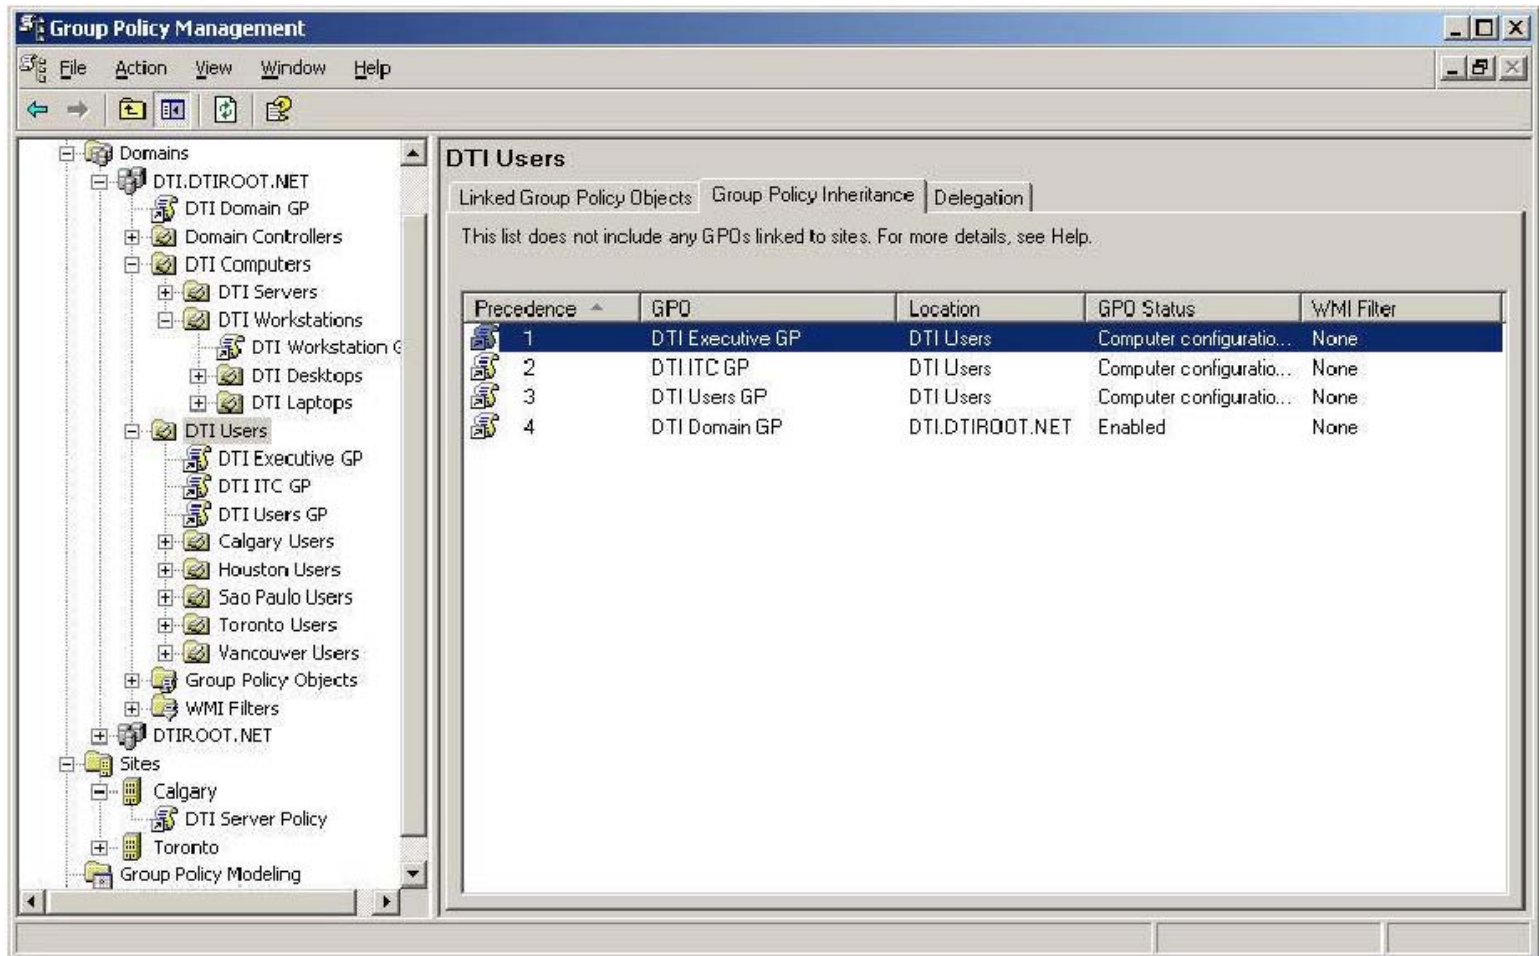 Group Policy Management
File Action View Window Help
Domains
DTI.DTIROOT.NET
DTI Domain GP
Domain Controllers
DTI Computers
DTI Servers
DTI Workstations
DTI Workstation G
DTI Desktops
DTI Laptops
DTI Users
DTI Executive GP
DTI ITC GP
DTI Users GP
Calgary Users
Houston Users
Sao Paulo Users
Toronto Users
Vancouver Users
Group Policy Objects
WMI Filters
DTIROOT.NET
Sites
Calgary
DTI Server Policy
Toronto
Group Policy Modeling
DTI Users
Linked Group Policy Objects Group Policy Inheritance Delegation
This list does not include any GPOs linked to sites. For more details, see Help.
Precedence GPO Location GPO Status WMI Filter
1 DTI Executive GP DTI Users Computer configuratio... None
2 DTI ITC GP DTI Users Computer configuratio... None
3 DTI Users GP DTI Users Computer configuratio... None
4 DTI Domain GP DTI.DTIROOT.NET Enabled None